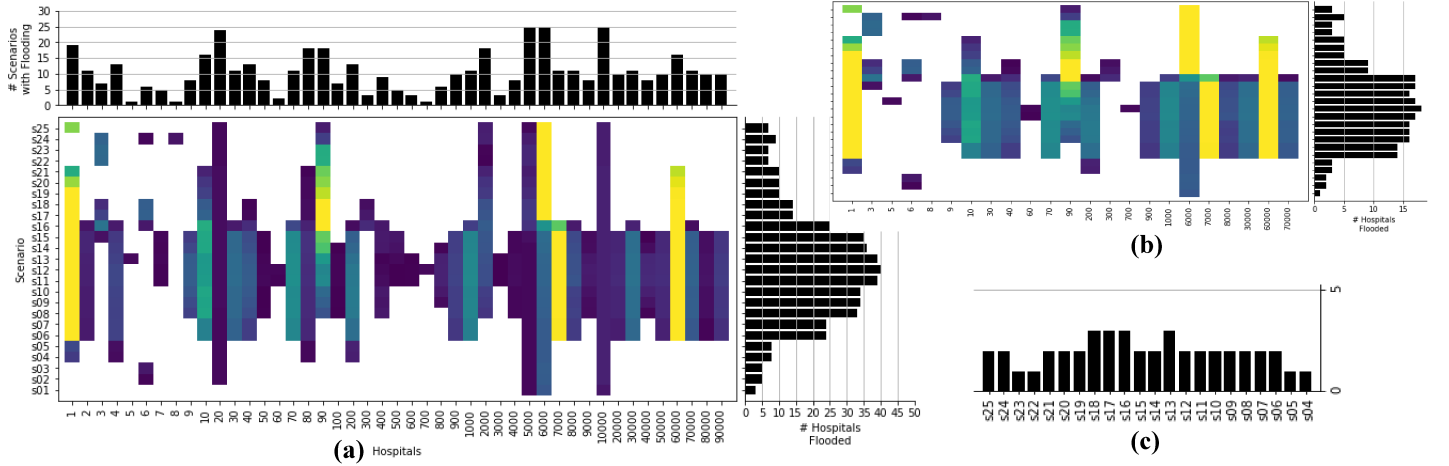 # Scenarios
with Flooding
30
25
20
15
10
5
0
Scenario
s25
s24
s23
s22
s21
s20
s19
s18
s17
s16
s15
s14
s13
s12
s11
s10
s09
s08
s07
s06
s05
s04
s03
s02
s01
1 2 3 4 5 6 7 8 9 10 20 30 40 50 60 70 80 90 100 200 300 400 500 600 700 800 900 1000 2000 3000 4000 5000 6000 7000 8000 9000 10000 20000 30000 40000 50000 60000 70000 80000 90000
(a) Hospitals
0 5 10 15 20 25 30 35 40 45 50
# Hospitals
Flooded
1 3 5 6 8 9 10 30 40 60 70 90 200 300 700 900 1000 6000 7000 8000 30000 60000 70000
0 5 10 15
# Hospitals
Flooded
(b)
5
0
s25 s24 s23 s22 s21 s20 s19 s18 s17 s16 s15 s14 s13 s12 s11 s10 s09 s08 s07 s06 s05 s04
(c)